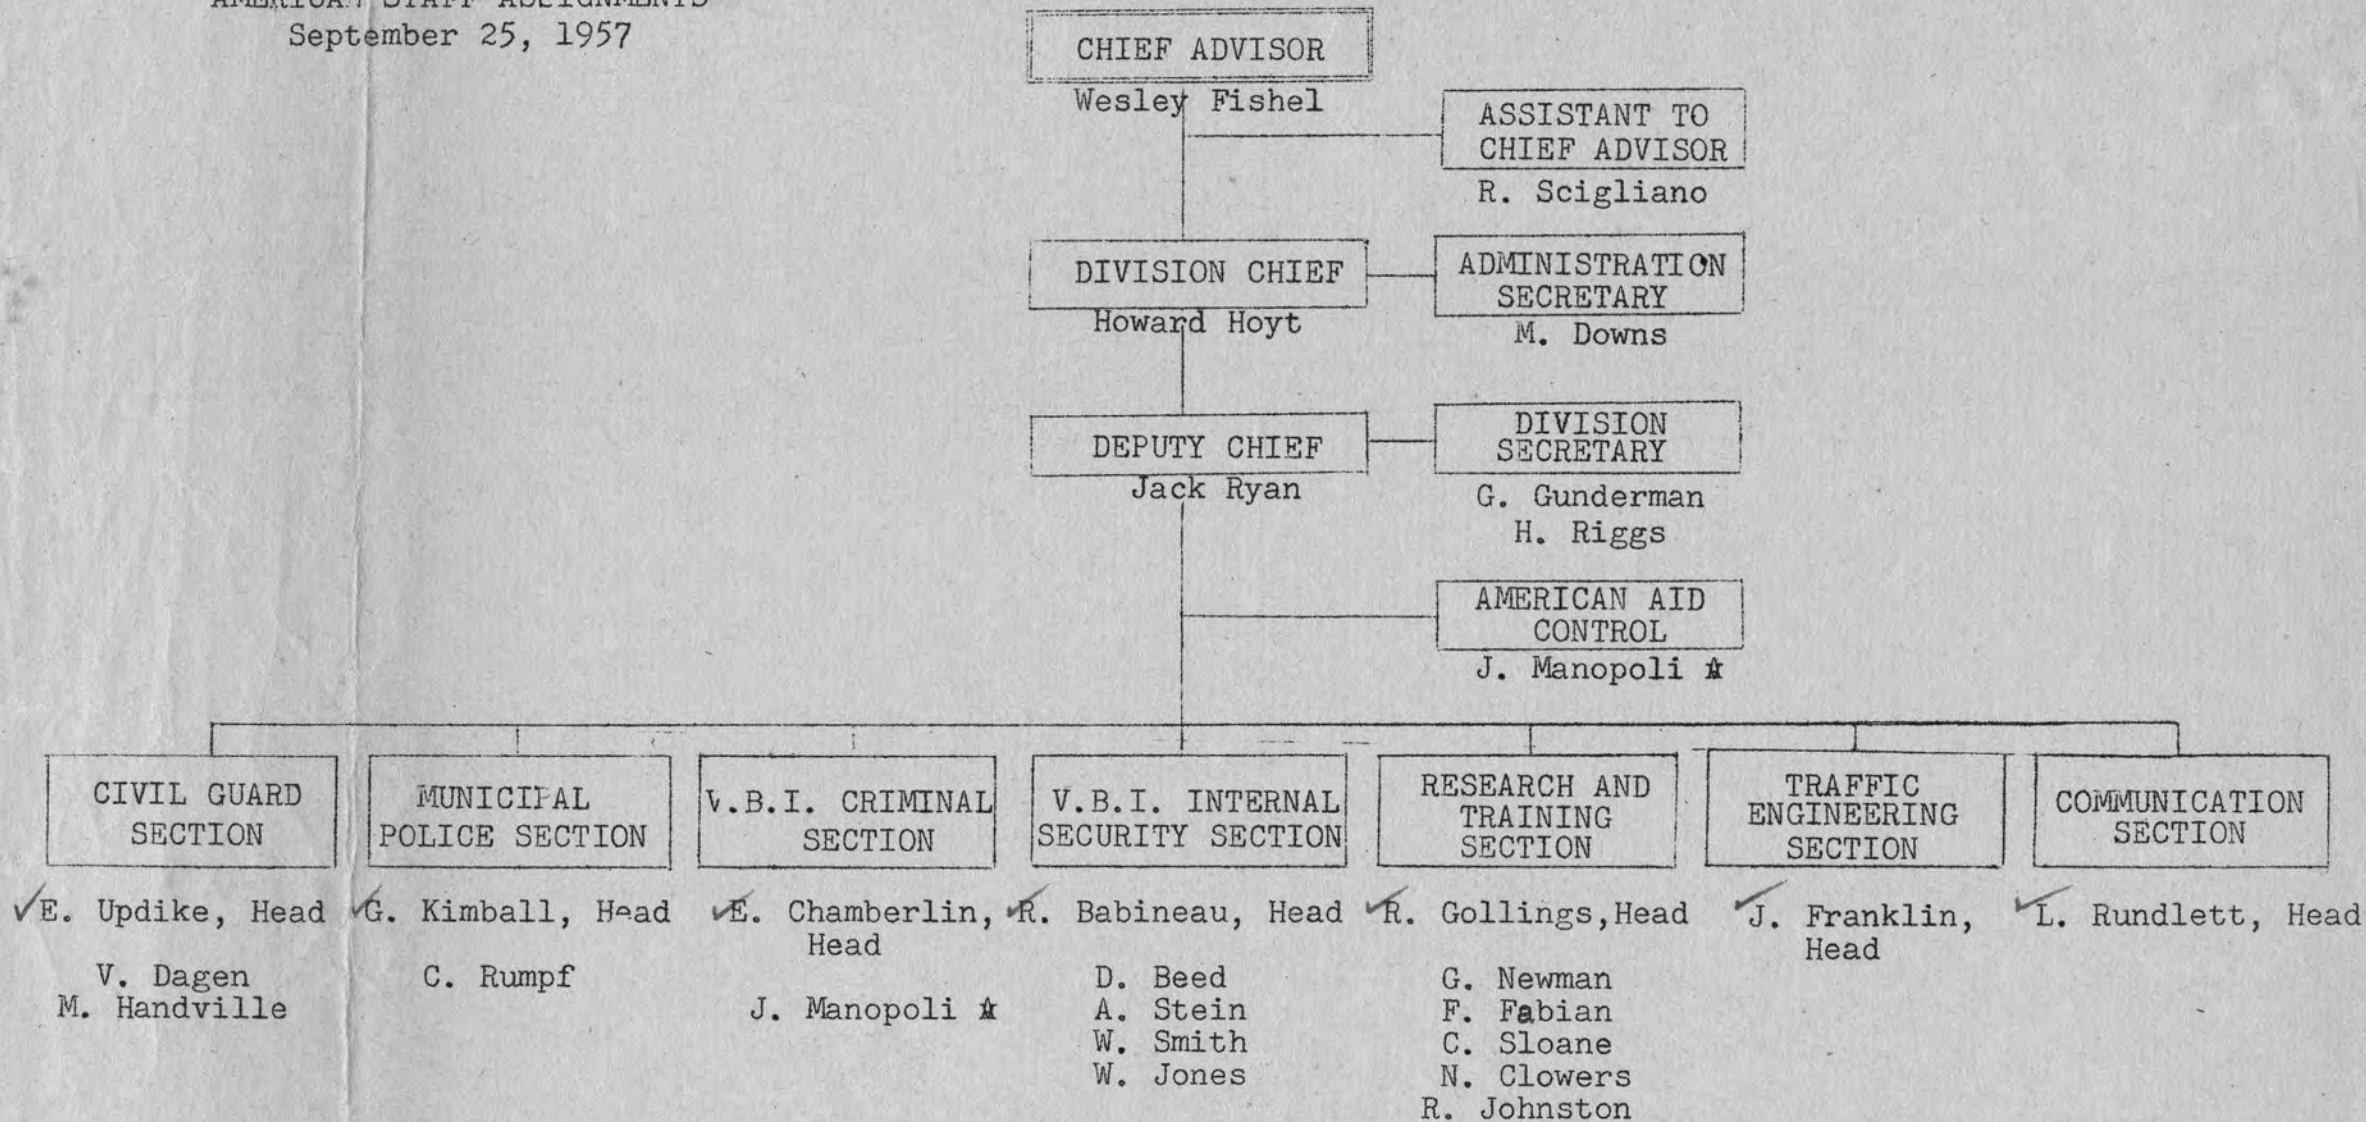 AMERICAN STAFF ASSIGNMENTS
September 25, 1957
CHIEF ADVISOR
Wesley Fishel
ASSISTANT TO
CHIEF ADVISOR
R. Scigliano
DIVISION CHIEF
Howard Hoyt
ADMINISTRATION
SECRETARY
M. Downs
DEPUTY CHIEF
Jack Ryan
DIVISION
SECRETARY
G. Gunderman
H. Riggs
AMERICAN AID
CONTROL
J. Manopoli ☆
CIVIL GUARD
SECTION
✓E. Updike, Head
V. Dagen
M. Handville
MUNICIPAL
POLICE SECTION
✓G. Kimball, Head
C. Rumpf
V.B.I. CRIMINAL
SECTION
✓E. Chamberlin,
Head
J. Manopoli ☆
V.B.I. INTERNAL
SECURITY SECTION
✓R. Babineau, Head
D. Beed
A. Stein
W. Smith
W. Jones
RESEARCH AND
TRAINING
SECTION
✓R. Gollings,Head
G. Newman
F. Fabian
C. Sloane
N. Clowers
R. Johnston
TRAFFIC
ENGINEERING
SECTION
✓J. Franklin,
Head
COMMUNICATION
SECTION
✓L. Rundlett, Head